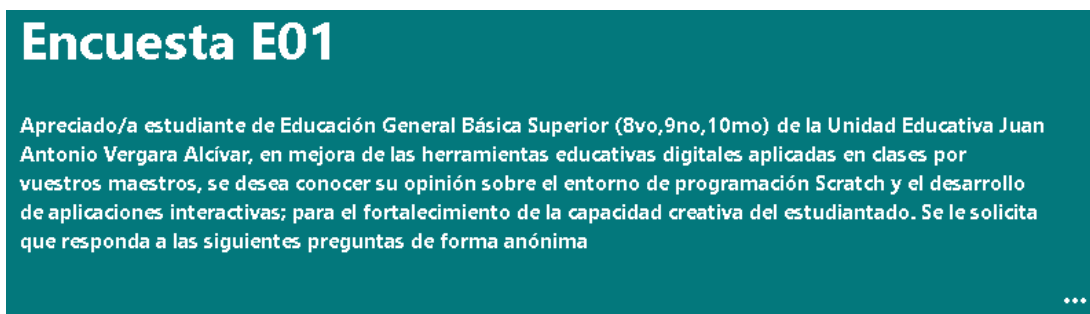 Encuesta E01
Apreciado/a estudiante de Educación General Básica Superior (8vo,9no,10mo) de la Unidad Educativa Juan
Antonio Vergara Alcívar, en mejora de las herramientas educativas digitales aplicadas en clases por
vuestros maestros, se desea conocer su opinión sobre el entorno de programación Scratch y el desarrollo
de aplicaciones interactivas; para el fortalecimiento de la capacidad creativa del estudiantado. Se le solicita
que responda a las siguientes preguntas de forma anónima